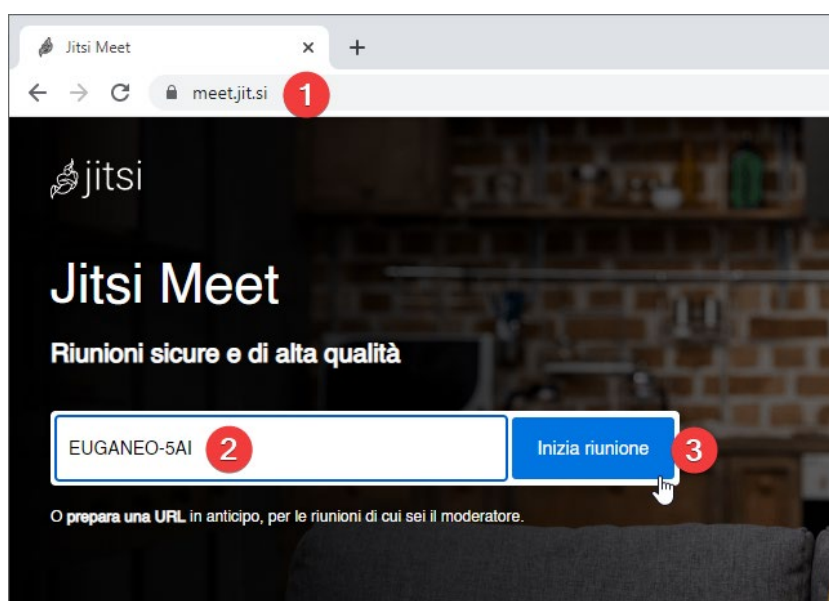 Jitsi Meet
meet.jit.si 1
jitsi
Jitsi Meet
Riunioni sicure e di alta qualità
EUGANEO-5AI 2 Inizia riunione 3
O prepara una URL in anticipo, per le riunioni di cui sei il moderatore.